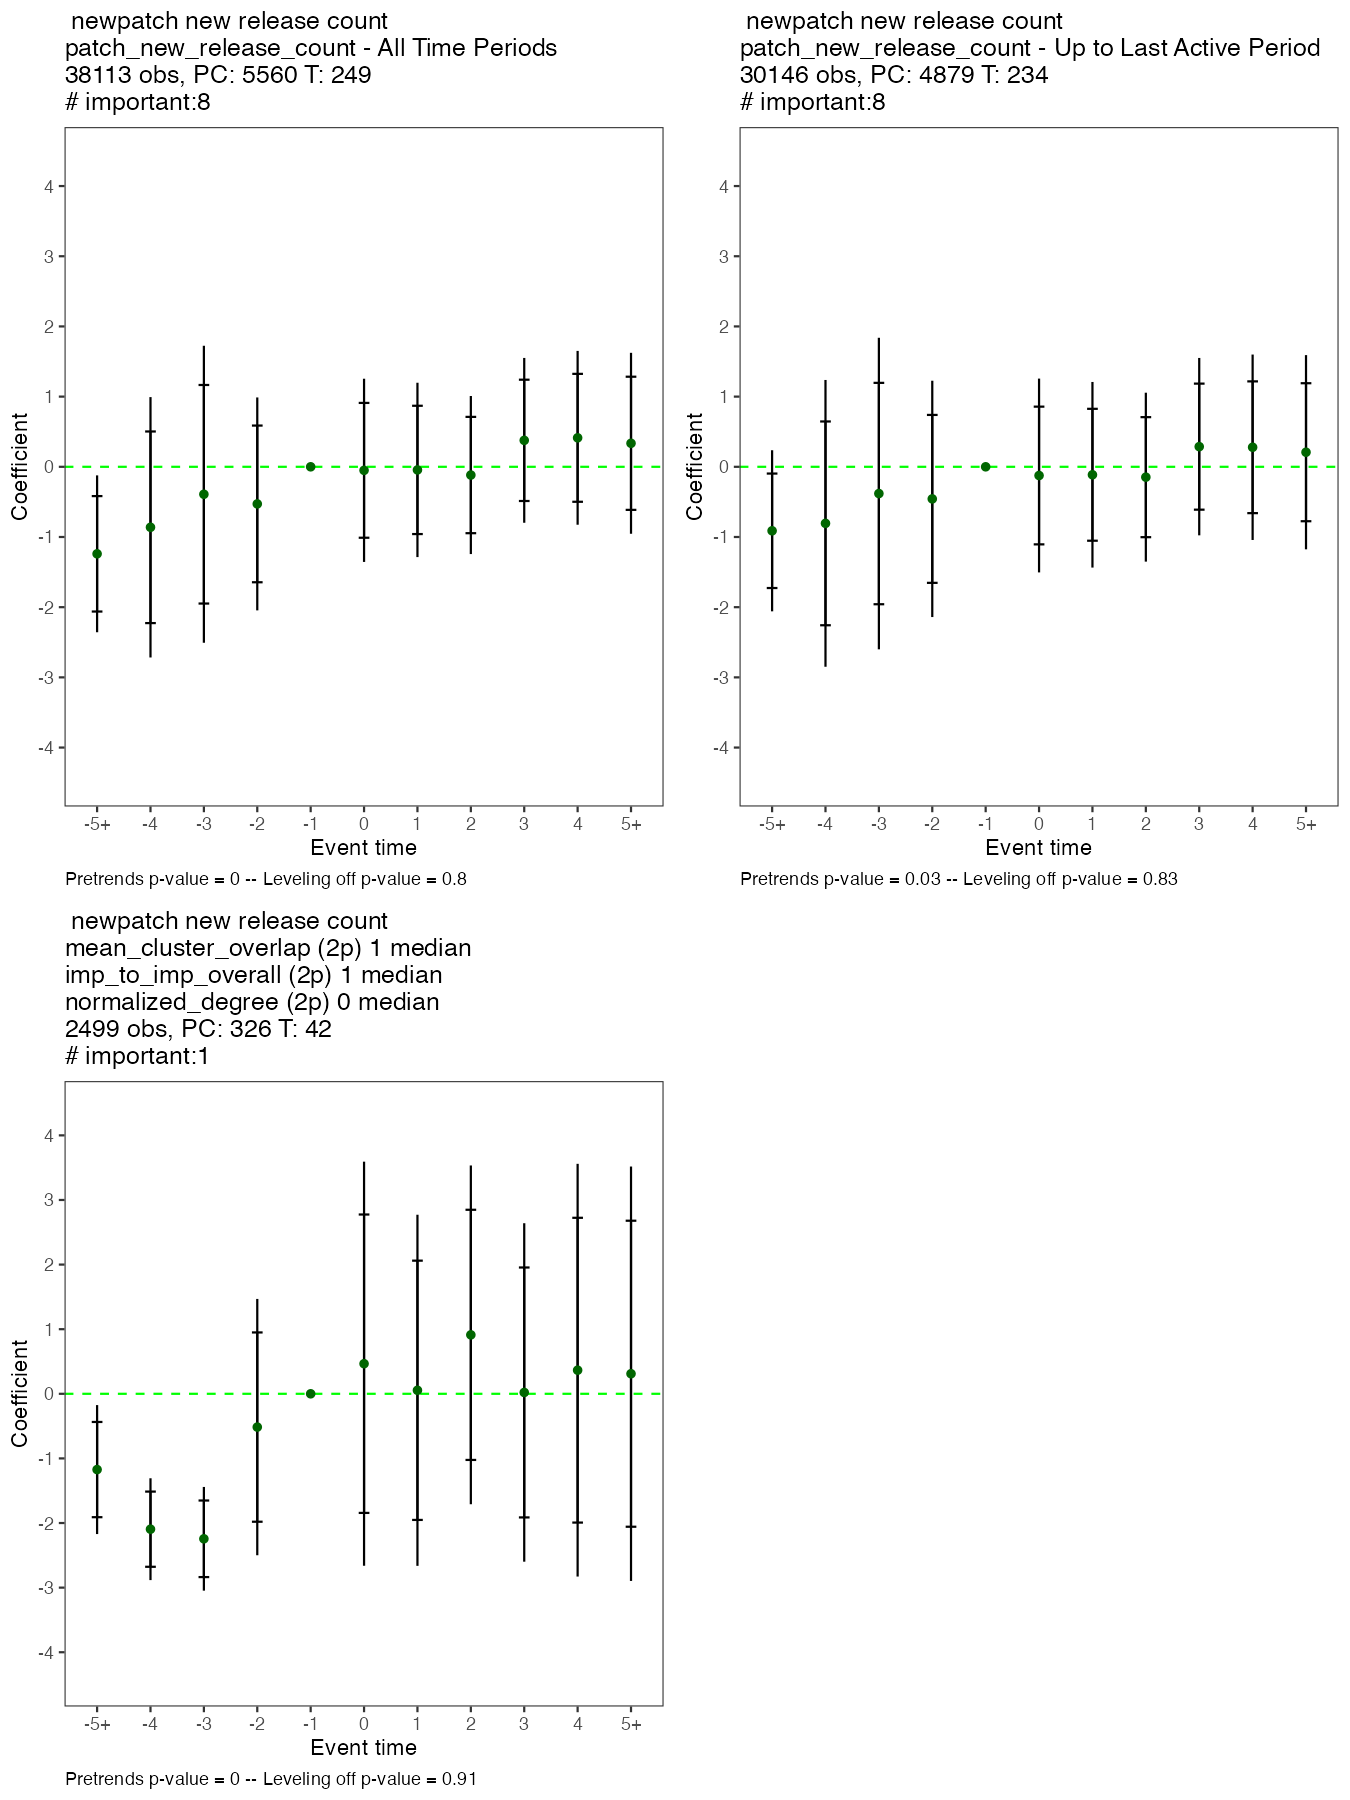 newpatch new release count
patch_new_release_count - All Time Periods
38113 obs, PC: 5560 T: 249
# important:8
4
3
2
1
0
-1
-2
-3
-4
Coefficient
-5+ -4 -3 -2 -1 0 1 2 3 4 5+
Event time
Pretrends p-value = 0 -- Leveling off p-value = 0.8
newpatch new release count
patch_new_release_count - Up to Last Active Period
30146 obs, PC: 4879 T: 234
# important:8
4
3
2
1
0
-1
-2
-3
-4
Coefficient
-5+ -4 -3 -2 -1 0 1 2 3 4 5+
Event time
Pretrends p-value = 0.03 -- Leveling off p-value = 0.83
newpatch new release count
mean_cluster_overlap (2p) 1 median
imp_to_imp_overall (2p) 1 median
normalized_degree (2p) 0 median
2499 obs, PC: 326 T: 42
# important:1
4
3
2
1
0
-1
-2
-3
-4
Coefficient
-5+ -4 -3 -2 -1 0 1 2 3 4 5+
Event time
Pretrends p-value = 0 -- Leveling off p-value = 0.91